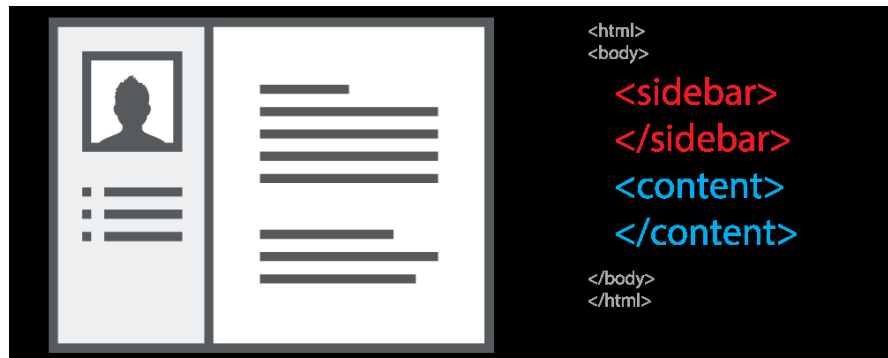 <html>
<body>
<sidebar>
</sidebar>
<content>
</content>
</body>
</html>